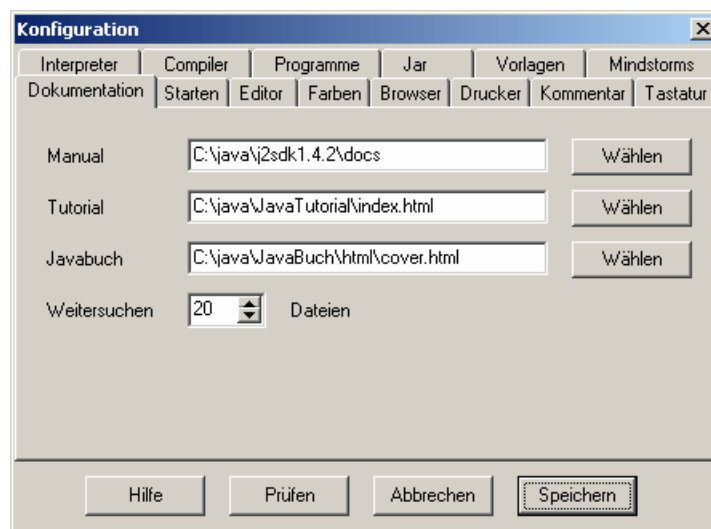 Konfiguration
Interpreter Compiler Programme Jar Vorlagen Mindstorms
Dokumentation Starten Editor Farben Browser Drucker Kommentar Tastatur
Manual C:\java\j2sdk1.4.2\docs Wählen
Tutorial C:\java\JavaTutorial\index.html Wählen
Javabuch C:\java\JavaBuch\html\cover.html Wählen
Weitersuchen 20 Dateien
Hilfe Prüfen Abbrechen Speichern